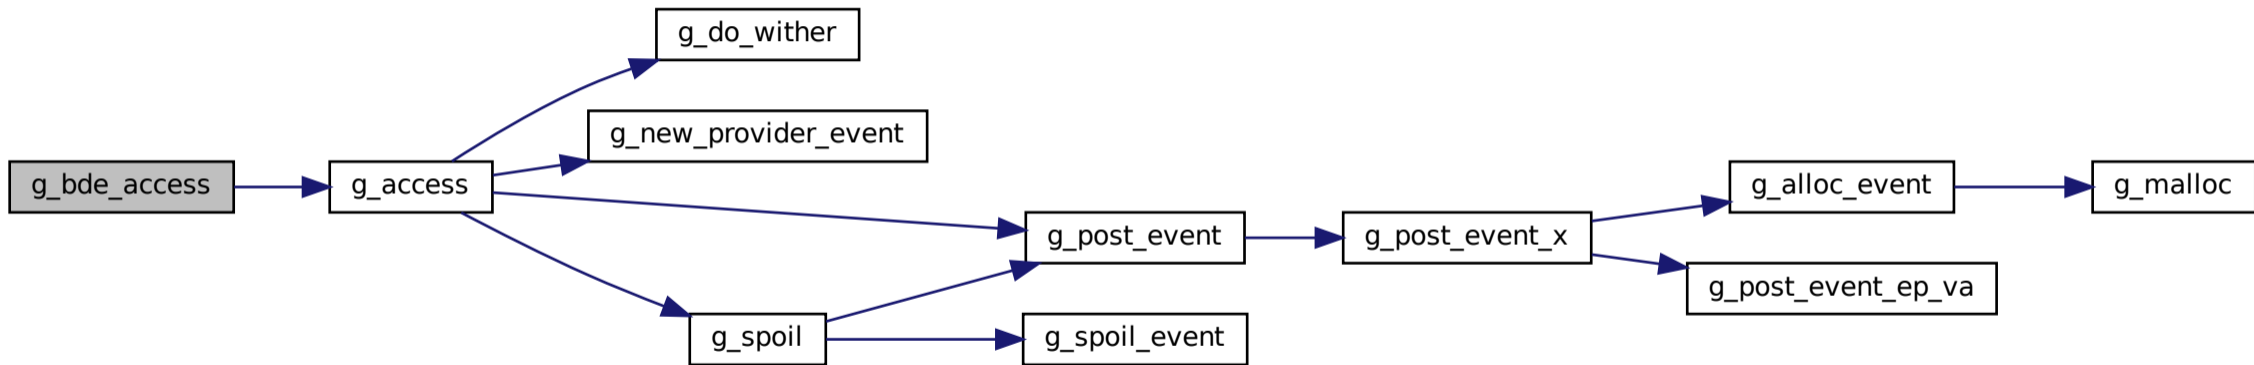 g_do_wither
g_new_provider_event
g_bde_access
g_access
g_alloc_event
g_malloc
g_post_event
g_post_event_x
g_post_event_ep_va
g_spoil
g_spoil_event